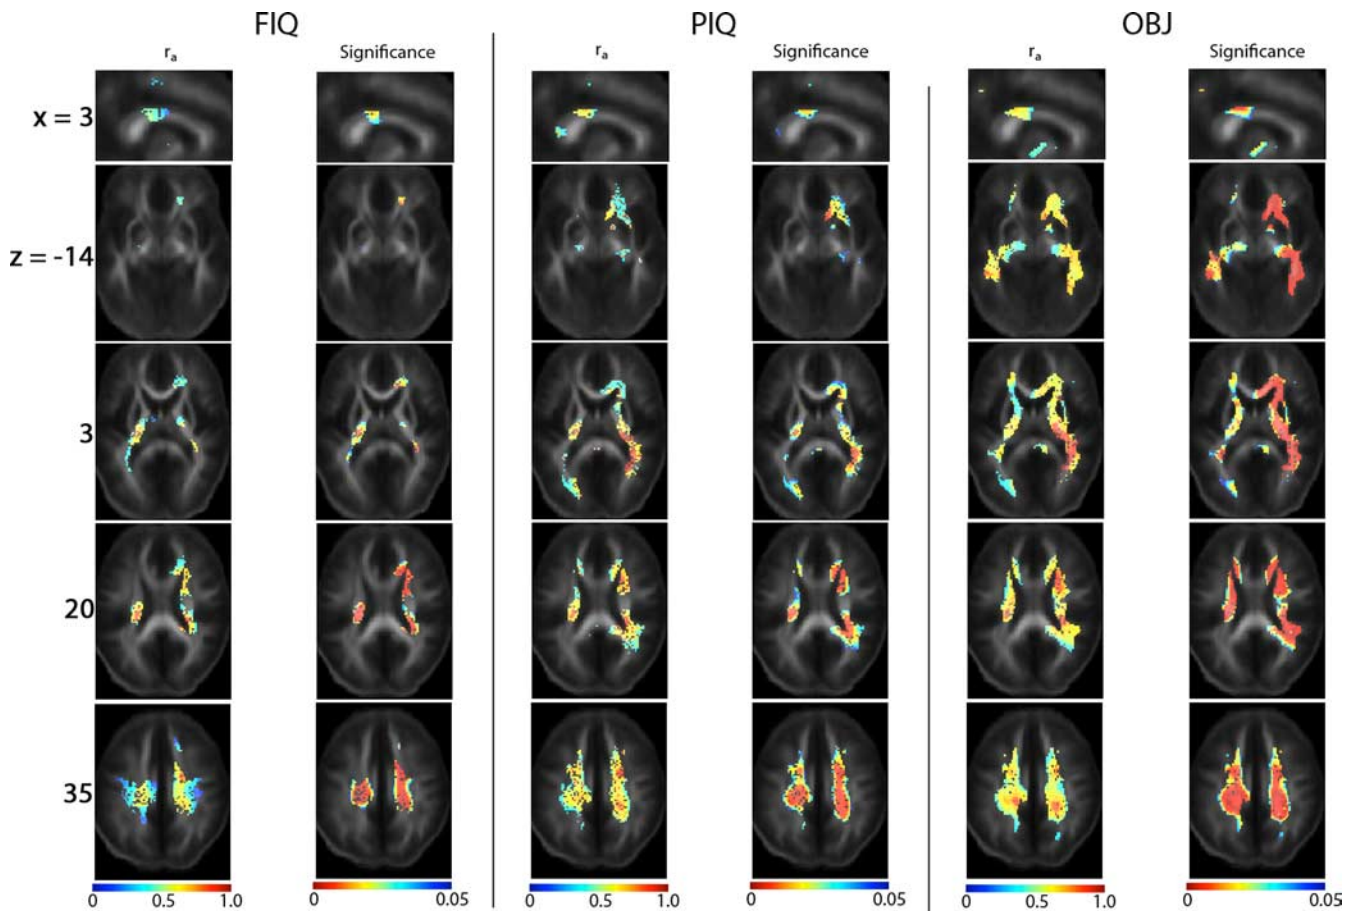 FIQ PIQ OBJ
rₐ Significance rₐ Significance rₐ Significance
x = 3
z = -14
3
20
35
0 0.5 1.0 0 0.05 0 0.5 1.0 0 0.05 0 0.5 1.0 0 0.05